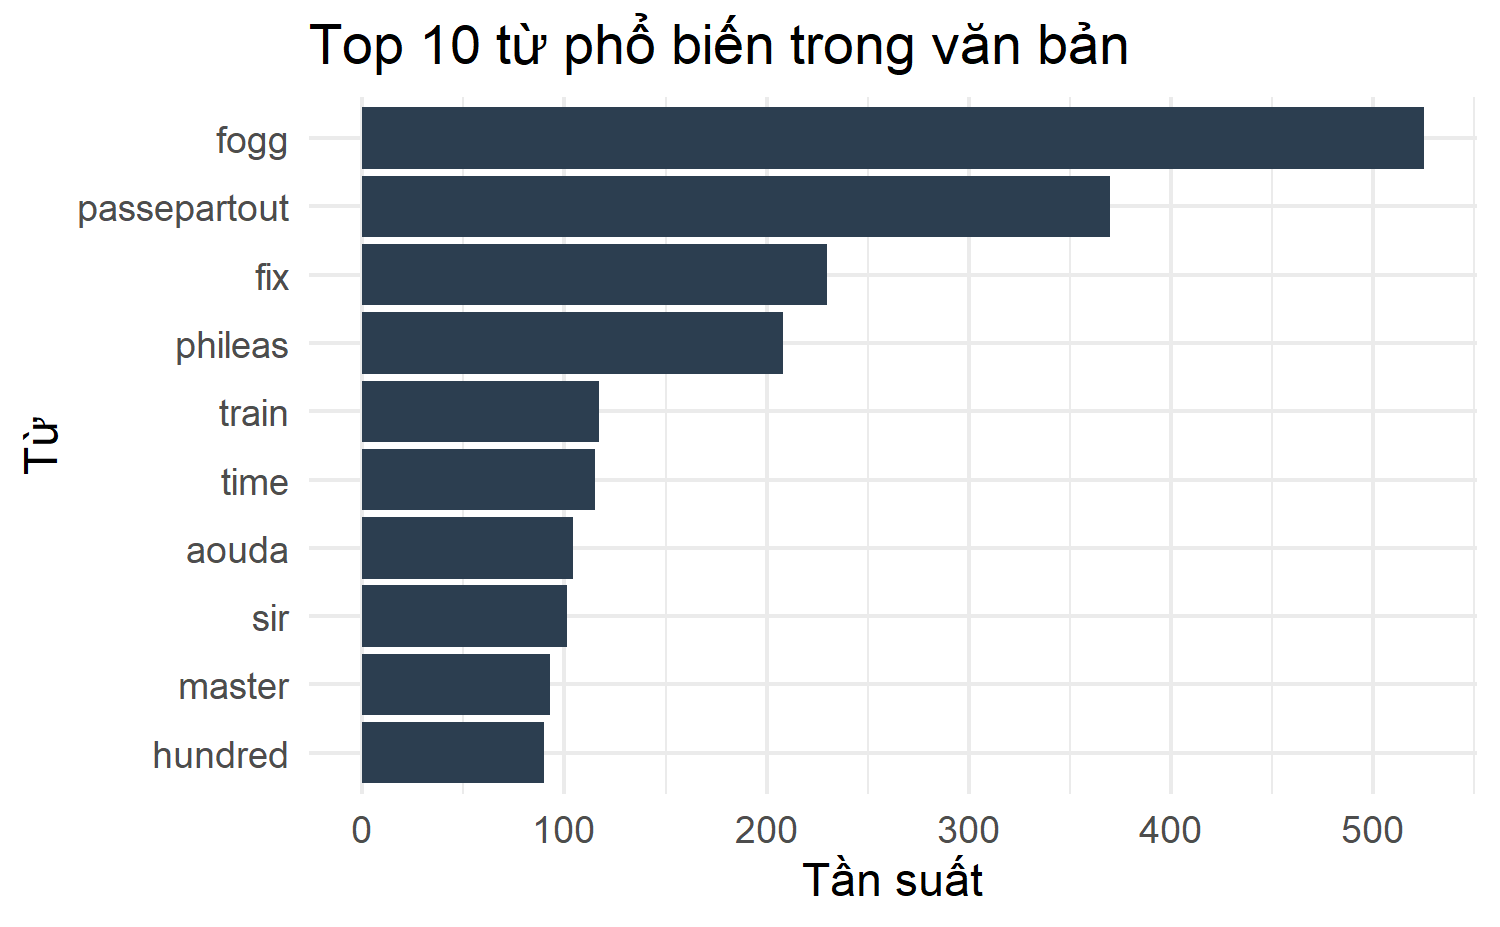 Top 10 từ phổ biến trong văn bản
fogg
passepartout
fix
phileas
train
time
aouda
sir
master
hundred
Từ
0 100 200 300 400 500
Tần suất